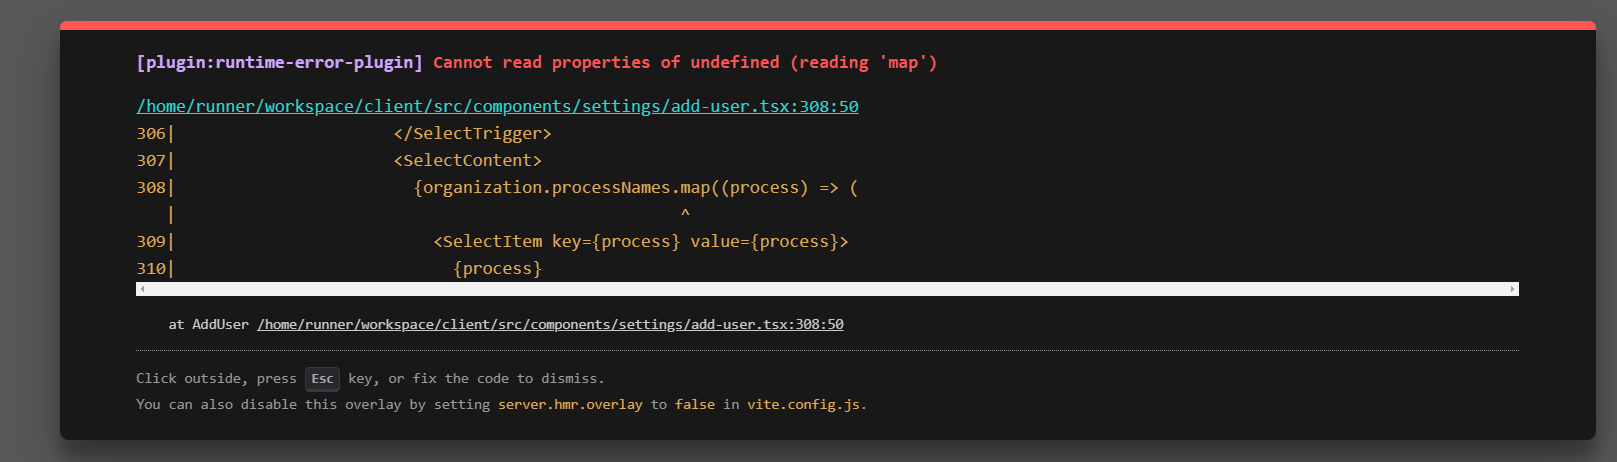 [plugin:runtime-error-plugin] Cannot read properties of undefined (reading 'map')
/home/runner/workspace/client/src/components/settings/add-user.tsx:308:50
306|                      </SelectTrigger>
307|                      <SelectContent>
308|                        {organization.processNames.map((process) => (
   |                                                  ^
309|                          <SelectItem key={process} value={process}>
310|                            {process}
at AddUser /home/runner/workspace/client/src/components/settings/add-user.tsx:308:50
Click outside, press Esc key, or fix the code to dismiss.
You can also disable this overlay by setting server.hmr.overlay to false in vite.config.js.